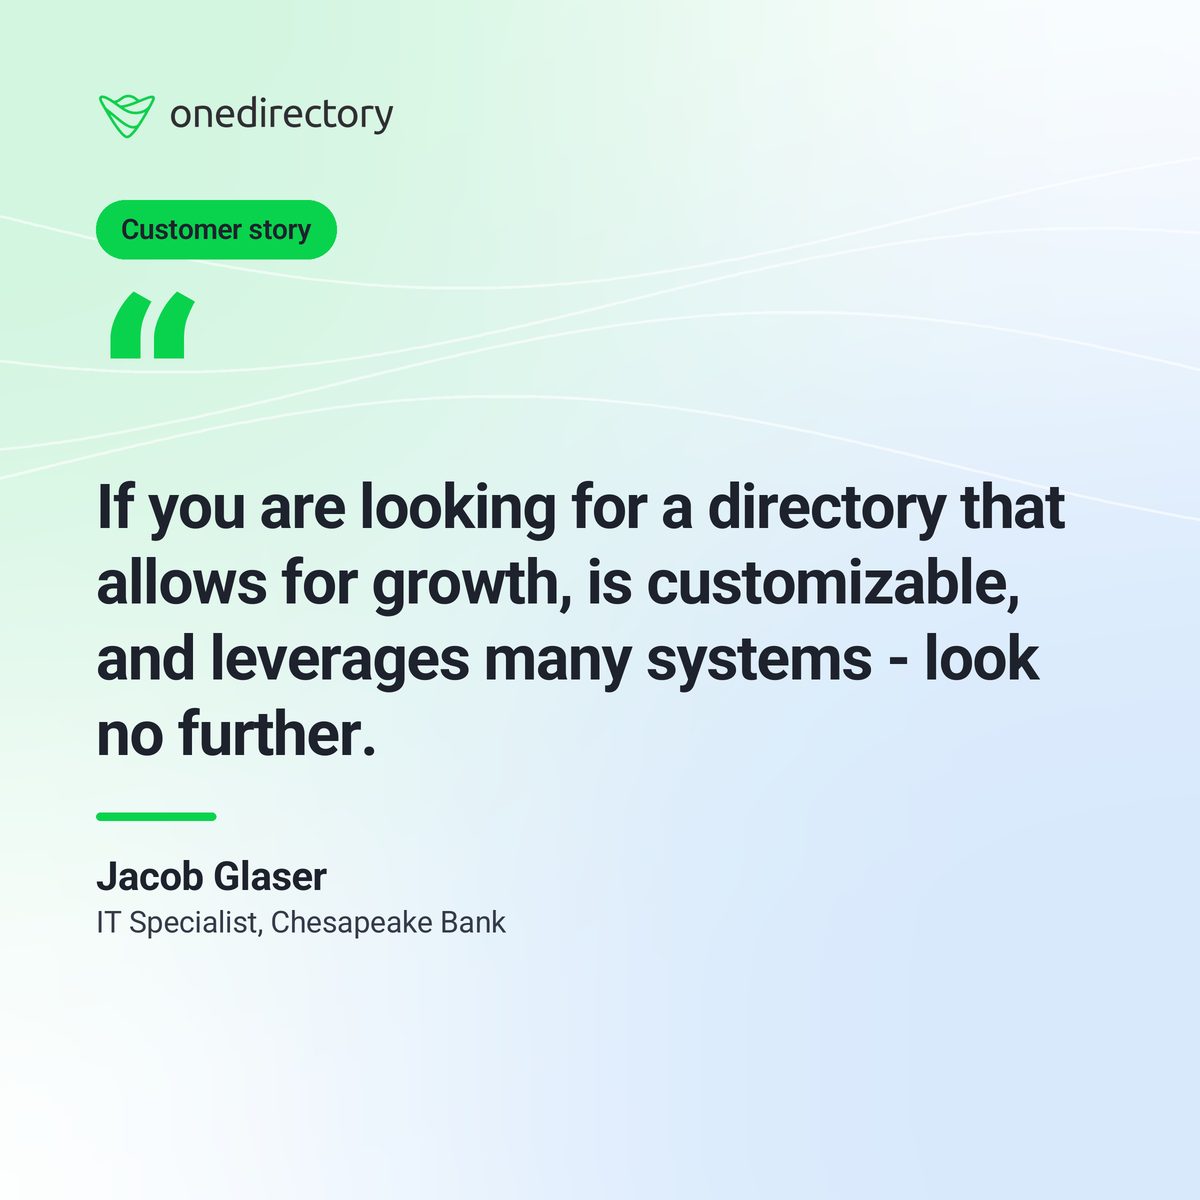 onedirectory
Customer story
“
If you are looking for a directory that
allows for growth, is customizable,
and leverages many systems - look
no further.
Jacob Glaser
IT Specialist, Chesapeake Bank